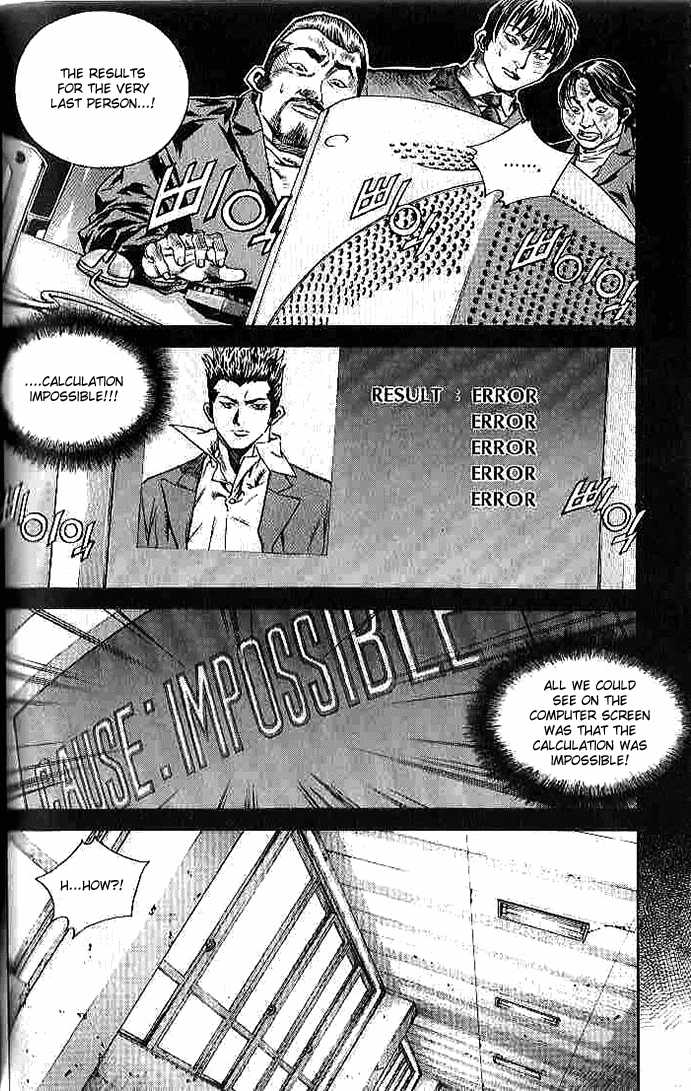 THE RESULTS
FOR THE VERY
LAST PERSON...!
......
삐이익
삐이익
삐이익
....CALCULATION
IMPOSSIBLE!!!
RESULT : ERROR
ERROR
ERROR
ERROR
ERROR
삐이익
삐이익
CAUSE: IMPOSSIBLE
ALL WE COULD
SEE ON THE
COMPUTER SCREEN
WAS THAT THE
CALCULATION WAS
IMPOSSIBLE!
H...HOW?!